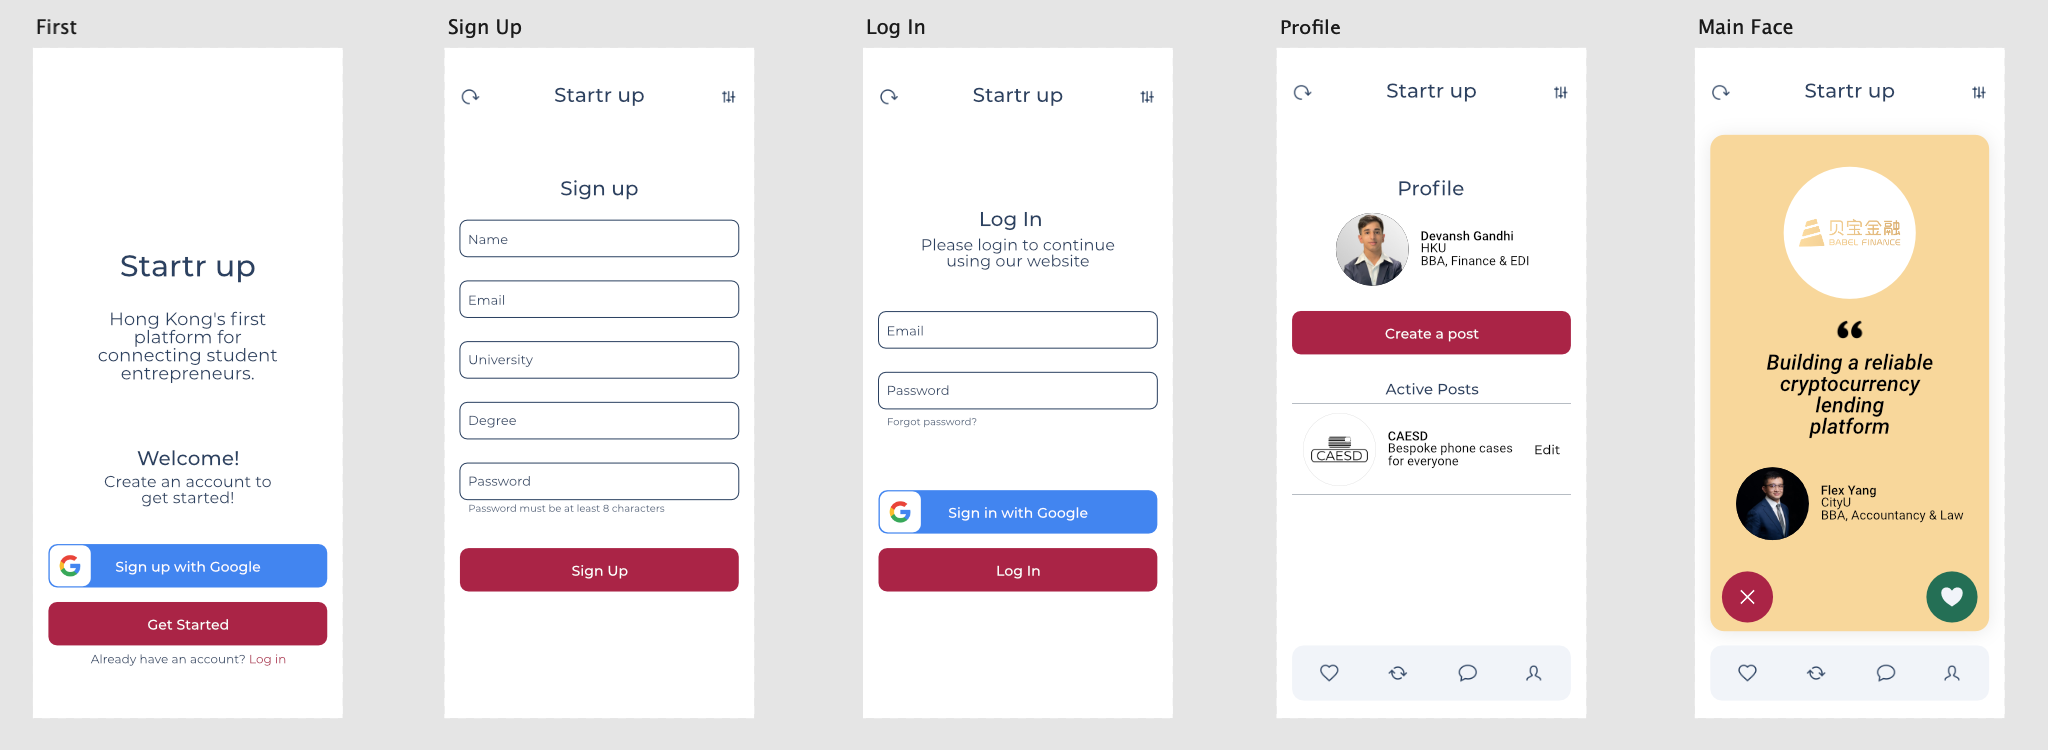 First
Startr up
Hong Kong's first
platform for
connecting student
entrepreneurs.
Welcome!
Create an account to
get started!
Sign up with Google
Get Started
Already have an account? Log in
Sign Up
Startr up
Sign up
Name
Email
University
Degree
Password
Password must be at least 8 characters
Sign Up
Log In
Startr up
Log In
Please login to continue
using our website
Email
Password
Forgot password?
Sign in with Google
Log In
Profile
Startr up
Profile
Devansh Gandhi
HKU
BBA, Finance & EDI
Create a post
Active Posts
CAESD
CAESD
Bespoke phone cases
for everyone
Edit
Main Face
Startr up
贝宝金融
BABEL FINANCE
“
Building a reliable
cryptocurrency
lending
platform
Flex Yang
CityU
BBA, Accountancy & Law